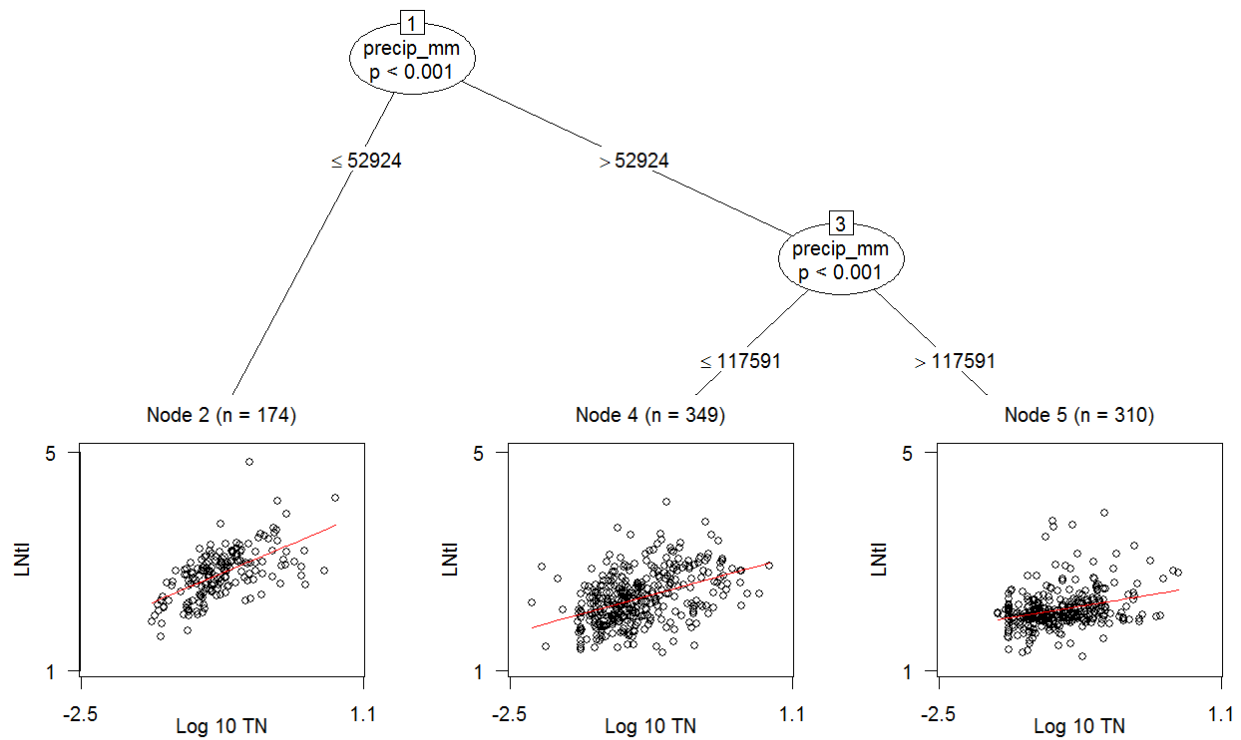 1
precip_mm
p < 0.001
≤ 52924
> 52924
3
precip_mm
p < 0.001
≤ 117591
> 117591
Node 2 (n = 174)
Node 4 (n = 349)
Node 5 (n = 310)
5
LNtl
1
-2.5
Log 10 TN
1.1
5
LNtl
1
-2.5
Log 10 TN
1.1
5
LNtl
1
-2.5
Log 10 TN
1.1